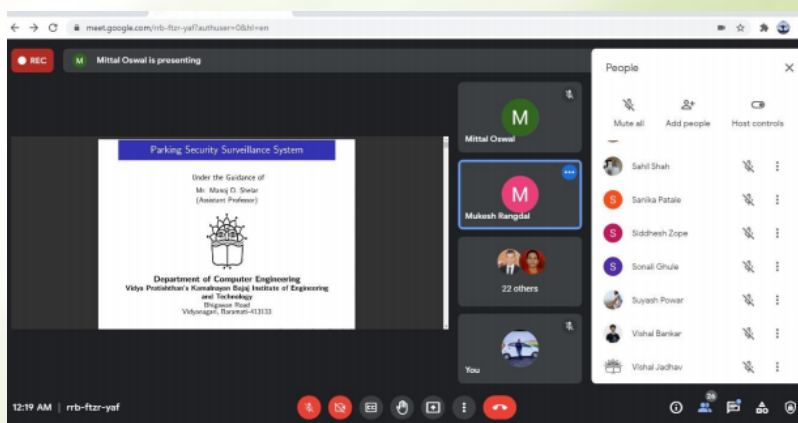 meet.google.com/rrb-ftzr-yaf?authuser=0&hl=en
REC
M
Mittal Oswal is presenting
Parking Security Surveillance System
Under the Guidance of
Mr. Manoj D. Shelar
(Assistant Professor)
Department of Computer Engineering
Vidya Pratishthan's Kamalnayan Bajaj Institute of Engineering
and Technology
Bhigawan Road
Vidyanagari, Baramati-413133
M
Mittal Oswal
M
Mukesh Rangdal
22 others
You
People
Mute all
Add people
Host controls
Sahil Shah
S
Sanika Patale
S
Siddhesh Zope
S
Sonali Ghule
Suyash Powar
Vishal Bankar
Vishal Jadhav
12:19 AM | rrb-ftzr-yaf
26